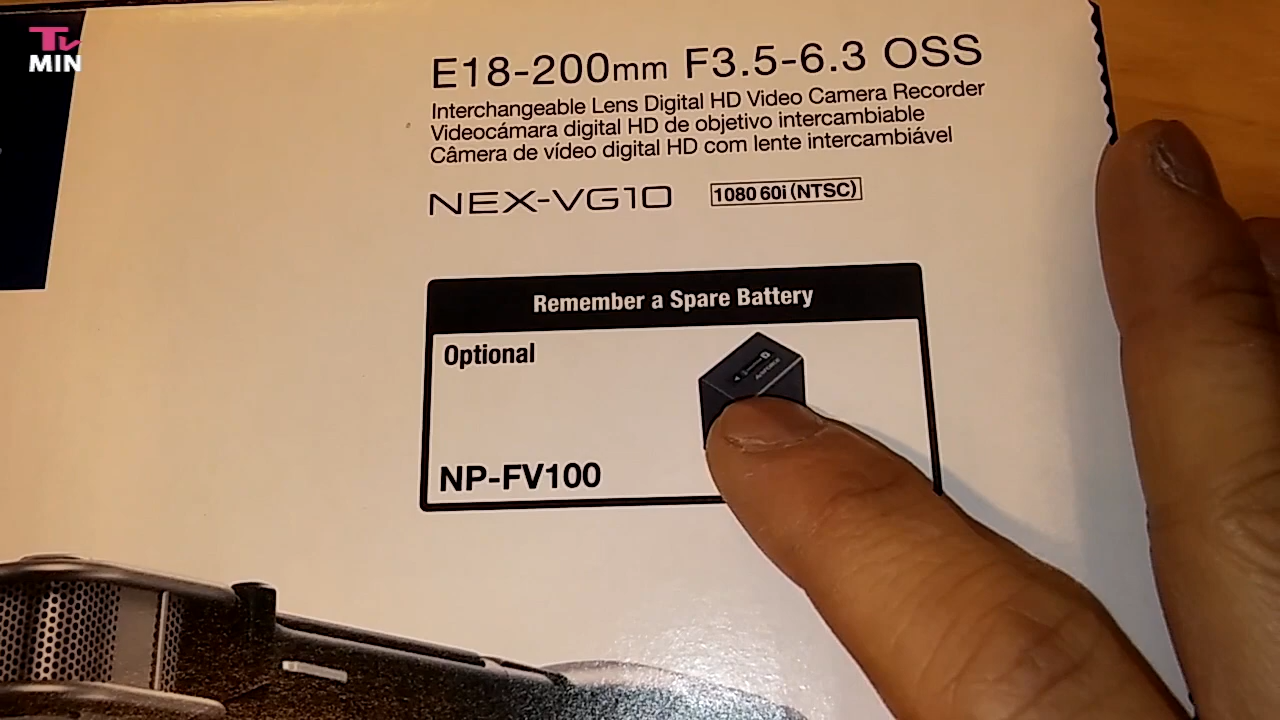 TV
MIN
E18-200mm F3.5-6.3 OSS
Interchangeable Lens Digital HD Video Camera Recorder
Videocámara digital HD de objetivo intercambiable
Câmera de vídeo digital HD com lente intercambiável
NEX-VG10 1080 60i (NTSC)
Remember a Spare Battery
Optional
NP-FV100